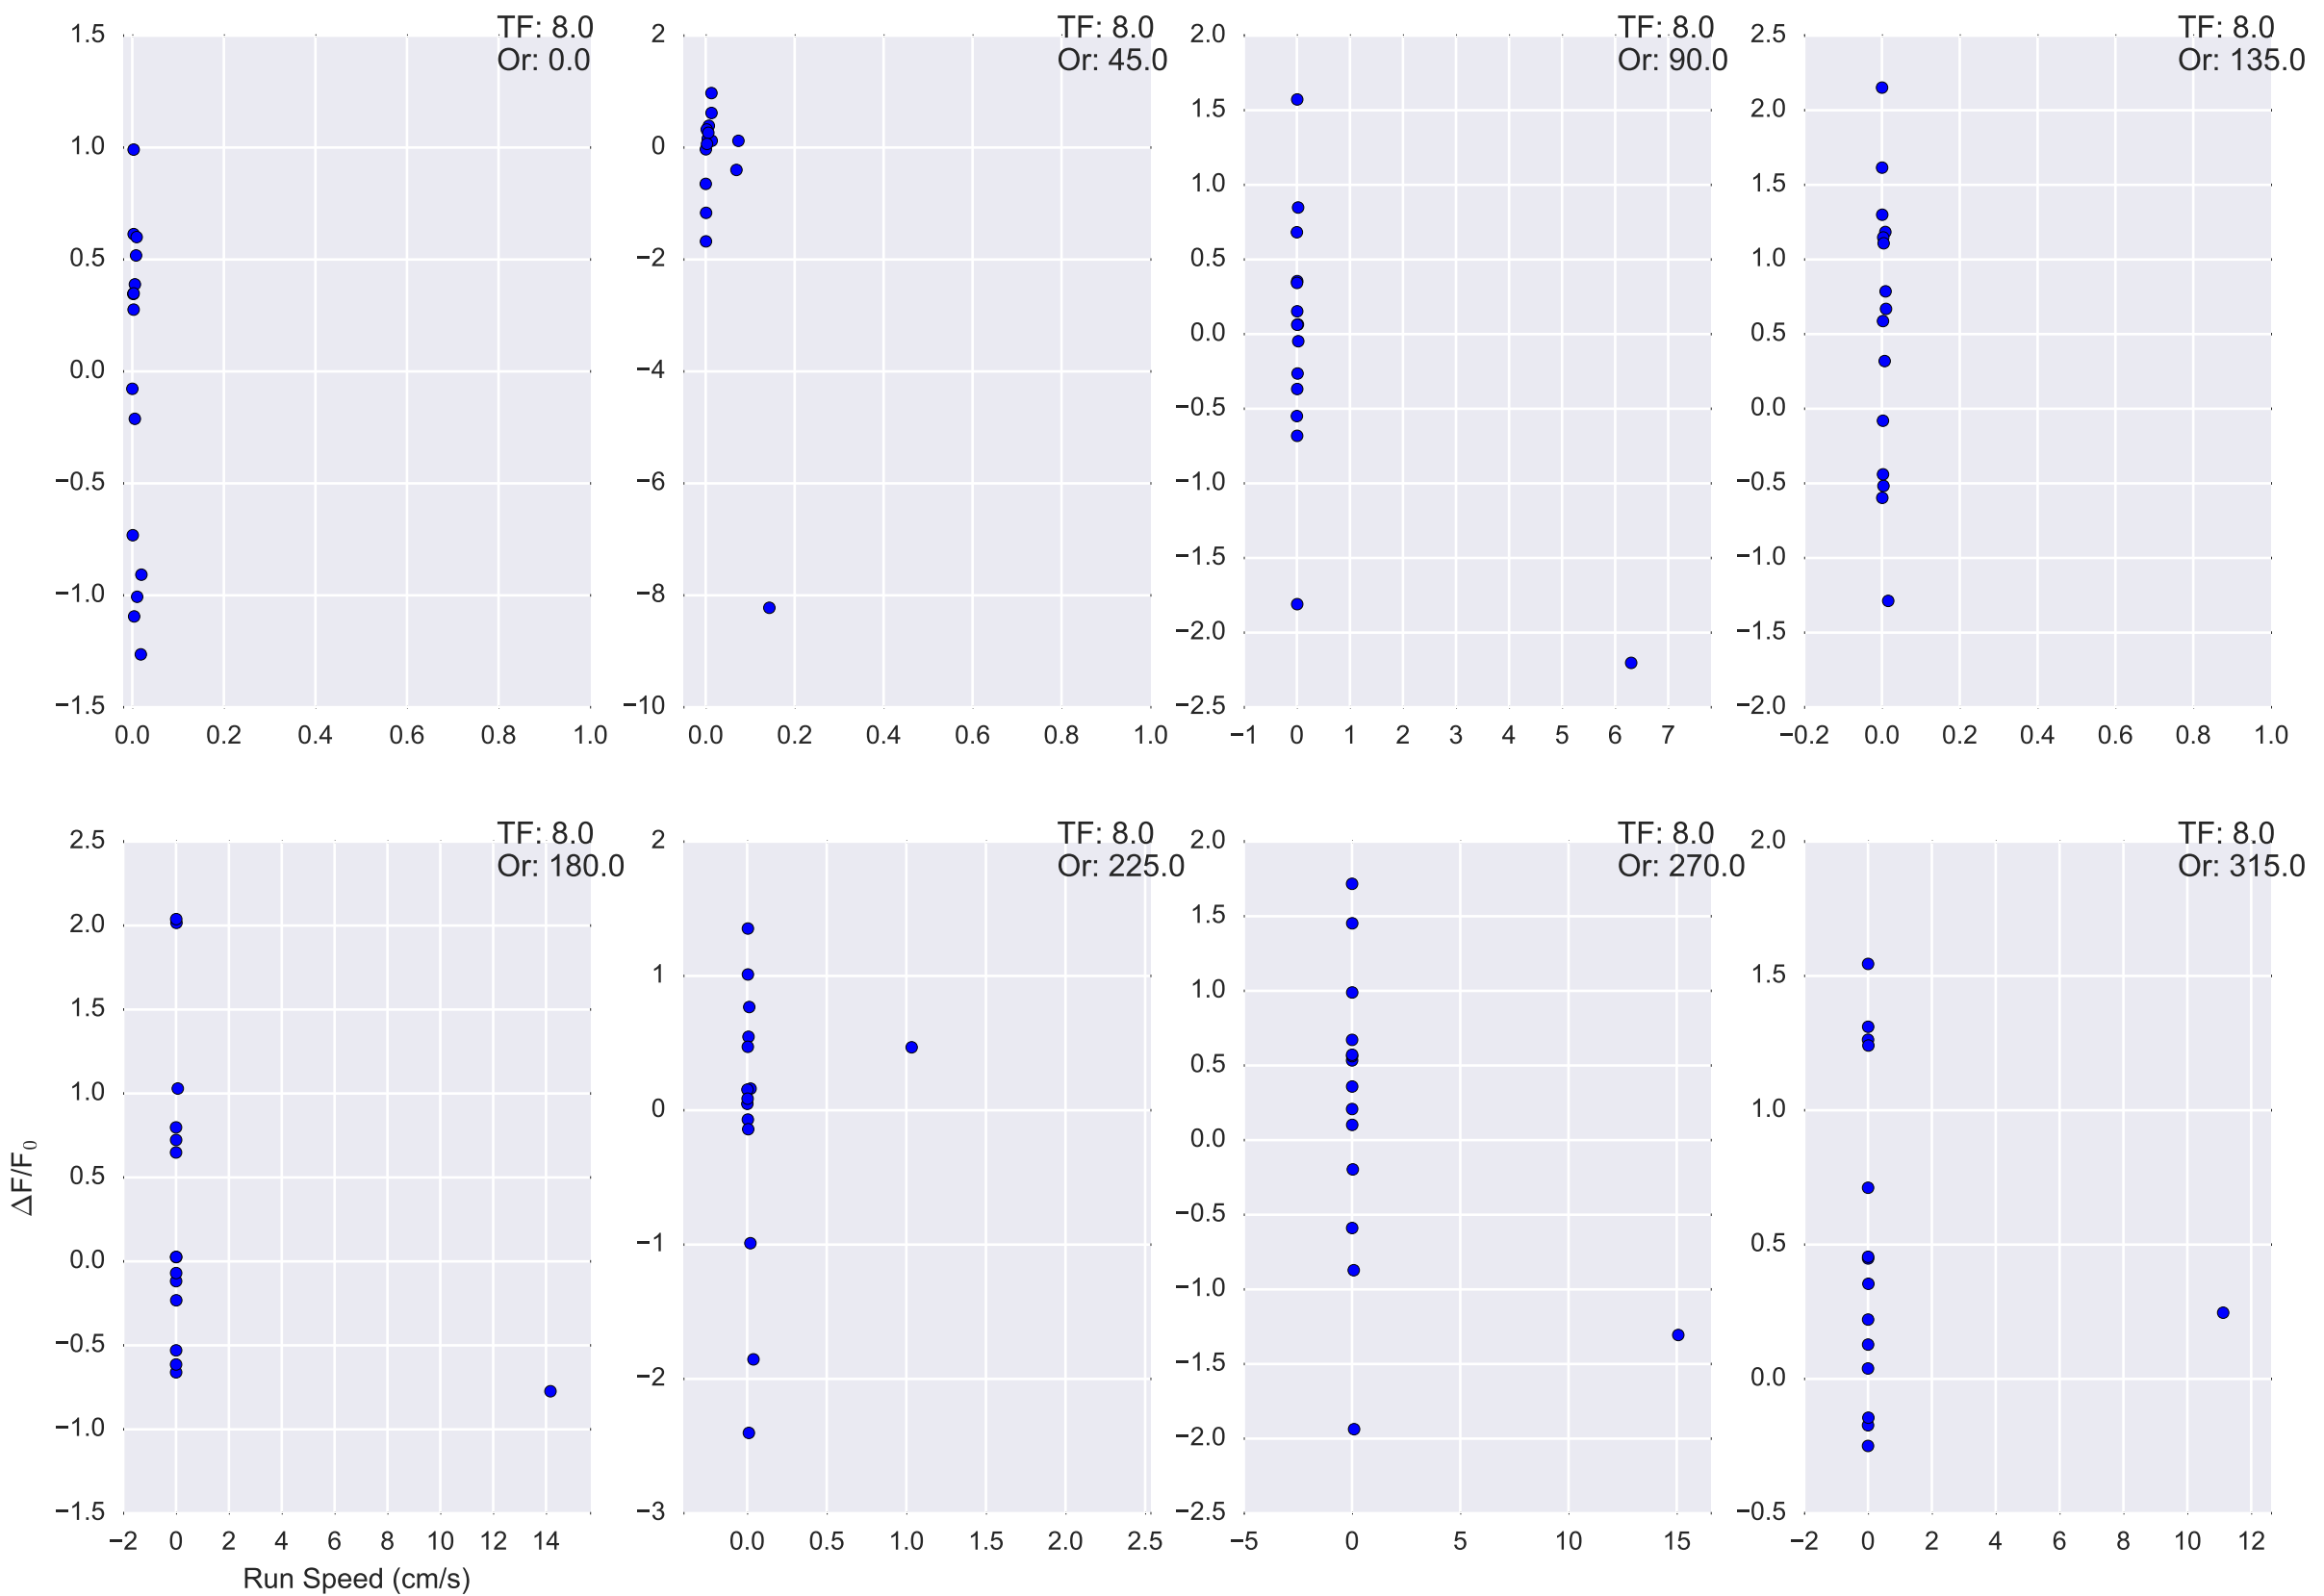 TF: 8.0
Or: 0.0
1.5
1.0
0.5
0.0
−0.5
−1.0
−1.5
0.0 0.2 0.4 0.6 0.8 1.0
TF: 8.0
Or: 45.0
2
0
−2
−4
−6
−8
−10
0.0 0.2 0.4 0.6 0.8 1.0
TF: 8.0
Or: 90.0
2.0
1.5
1.0
0.5
0.0
−0.5
−1.0
−1.5
−2.0
−2.5
−1 0 1 2 3 4 5 6 7
TF: 8.0
Or: 135.0
2.5
2.0
1.5
1.0
0.5
0.0
−0.5
−1.0
−1.5
−2.0
−0.2 0.0 0.2 0.4 0.6 0.8 1.0
TF: 8.0
Or: 180.0
2.5
2.0
1.5
1.0
0.5
0.0
−0.5
−1.0
−1.5
−2 0 2 4 6 8 10 12 14
ΔF/F₀
Run Speed (cm/s)
TF: 8.0
Or: 225.0
2
1
0
−1
−2
−3
0.0 0.5 1.0 1.5 2.0 2.5
TF: 8.0
Or: 270.0
2.0
1.5
1.0
0.5
0.0
−0.5
−1.0
−1.5
−2.0
−2.5
−5 0 5 10 15
TF: 8.0
Or: 315.0
2.0
1.5
1.0
0.5
0.0
−0.5
−2 0 2 4 6 8 10 12